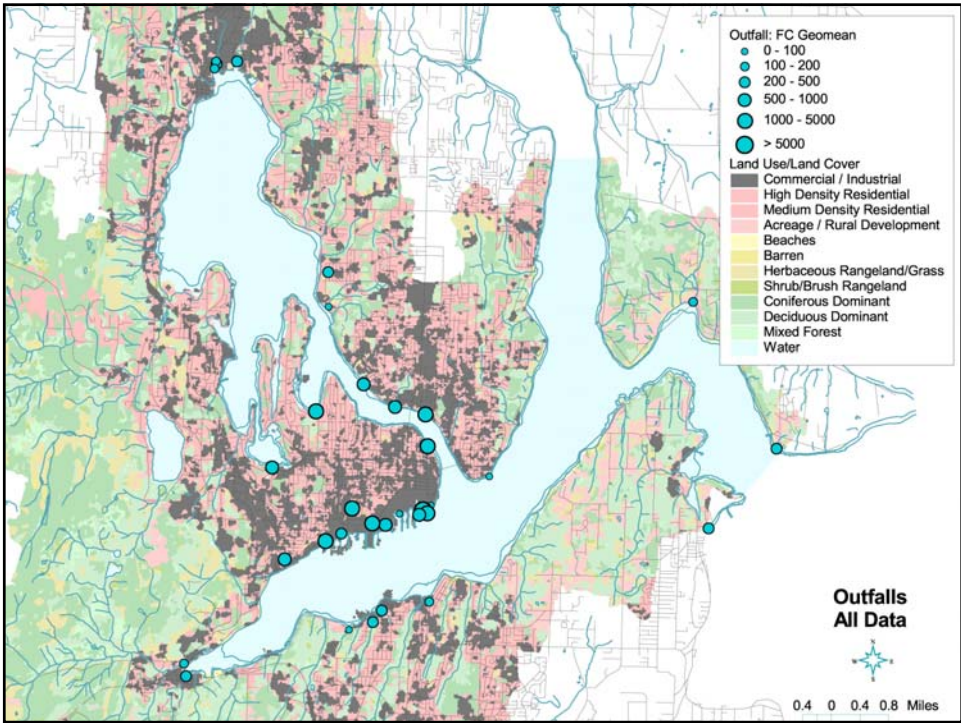 Outfall: FC Geomean
0 - 100
100 - 200
200 - 500
500 - 1000
1000 - 5000
> 5000
Land Use/Land Cover
Commercial / Industrial
High Density Residential
Medium Density Residential
Acreage / Rural Development
Beaches
Barren
Herbaceous Rangeland/Grass
Shrub/Brush Rangeland
Coniferous Dominant
Deciduous Dominant
Mixed Forest
Water
Outfalls
All Data
N
W E
S
0.4 0 0.4 0.8 Miles